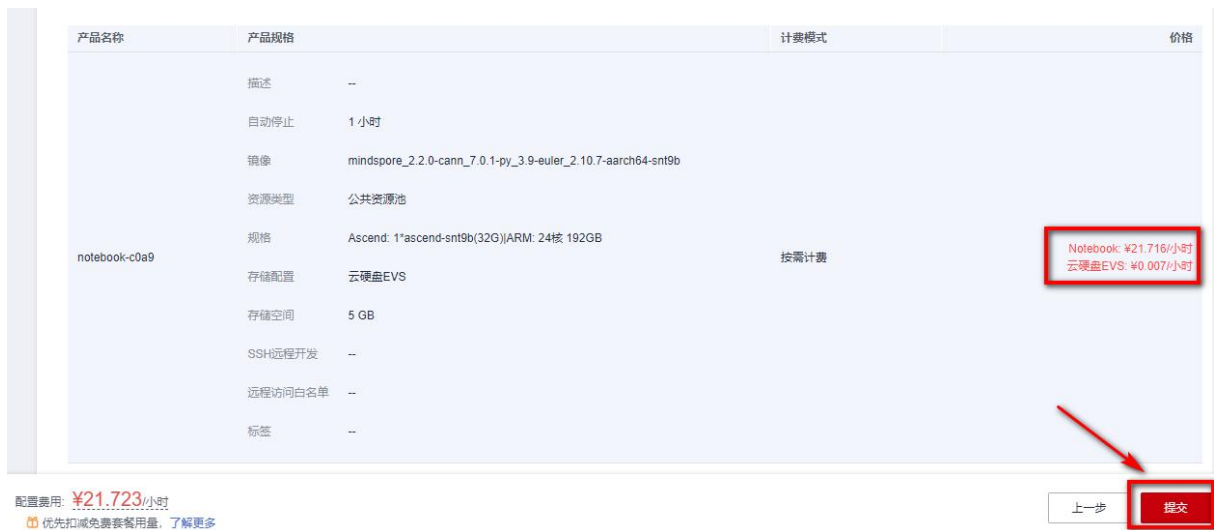 产品名称 产品规格 计费模式 价格
描述 --
自动停止 1 小时
镜像 mindspore_2.2.0-cann_7.0.1-py_3.9-euler_2.10.7-aarch64-snt9b
资源类型 公共资源池
规格 Ascend: 1*ascend-snt9b(32G)|ARM: 24核 192GB
notebook-c0a9 按需计费 Notebook: ¥21.716/小时
云硬盘EVS: ¥0.007/小时
存储配置 云硬盘EVS
存储空间 5 GB
SSH远程开发 --
远程访问白名单 --
标签 --
配置费用: ¥21.723/小时 上一步 提交
优先扣减免费套餐用量，了解更多